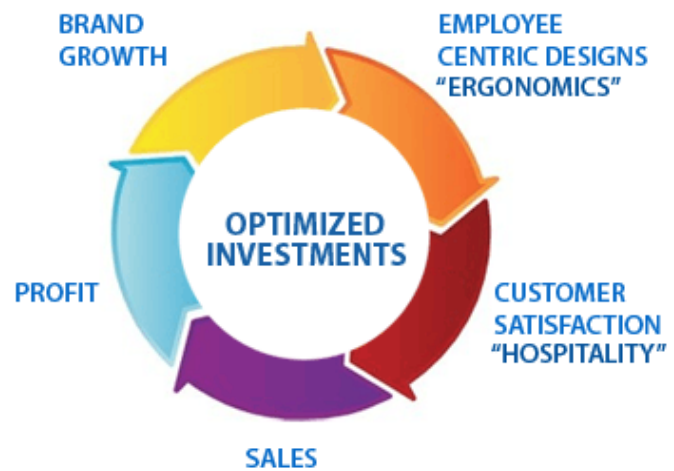 BRAND
GROWTH
EMPLOYEE
CENTRIC DESIGNS
“ERGONOMICS”
OPTIMIZED
INVESTMENTS
PROFIT
CUSTOMER
SATISFACTION
“HOSPITALITY”
SALES